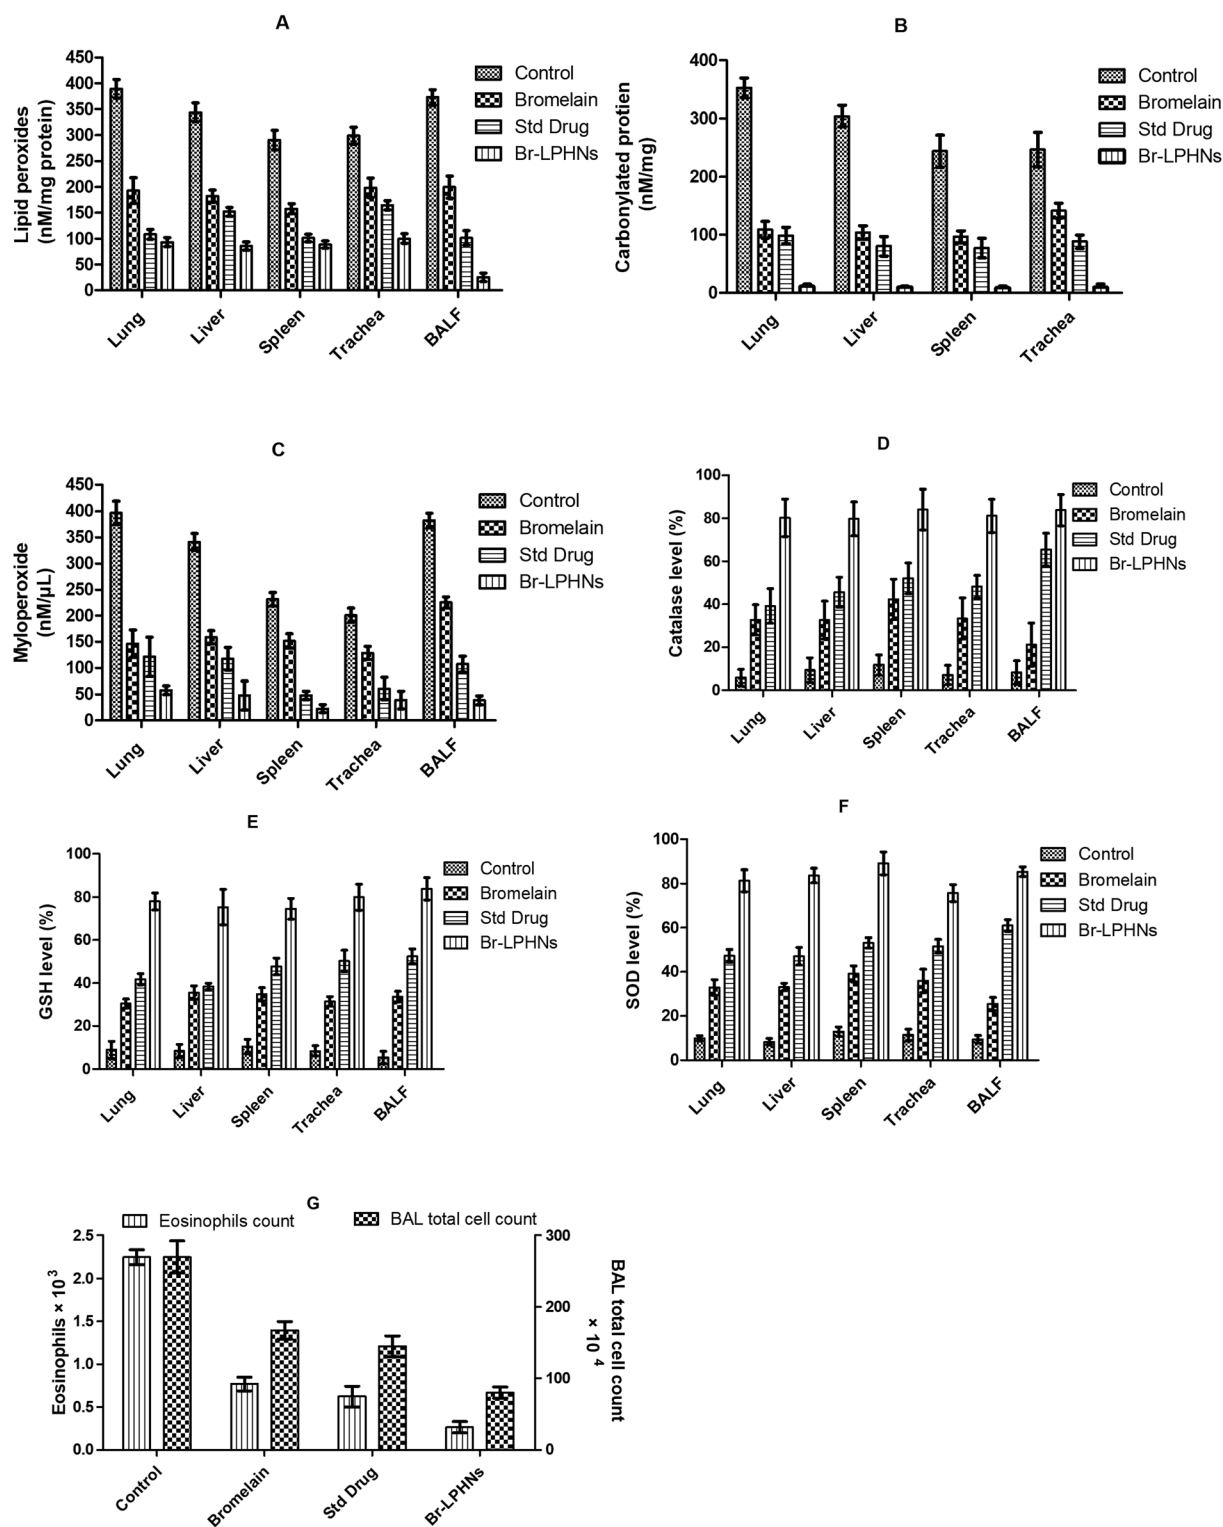 A
Lipid peroxides
(nM/mg protein)
450
400
350
300
250
200
150
100
50
0
Lung
Liver
Spleen
Trachea
BALF
Control
Bromelain
Std Drug
Br-LPHNs
B
Carbonylated protien
(nM/mg)
400
300
200
100
0
Lung
Liver
Spleen
Trachea
Control
Bromelain
Std Drug
Br-LPHNs
C
Myloperoxide
(nM/µL)
450
400
350
300
250
200
150
100
50
0
Lung
Liver
Spleen
Trachea
BALF
Control
Bromelain
Std Drug
Br-LPHNs
D
Catalase level (%)
100
80
60
40
20
0
Lung
Liver
Spleen
Trachea
BALF
Control
Bromelain
Std Drug
Br-LPHNs
E
GSH level (%)
100
80
60
40
20
0
Lung
Liver
Spleen
Trachea
BALF
Control
Bromelain
Std Drug
Br-LPHNs
F
SOD level (%)
100
80
60
40
20
0
Lung
Liver
Spleen
Trachea
BALF
Control
Bromelain
Std Drug
Br-LPHNs
G
Eosinophils count
BAL total cell count
Eosinophils × 10³
2.5
2.0
1.5
1.0
0.5
0.0
300
200
100
0
BAL total cell count
× 10⁴
Control
Bromelain
Std Drug
Br-LPHNs